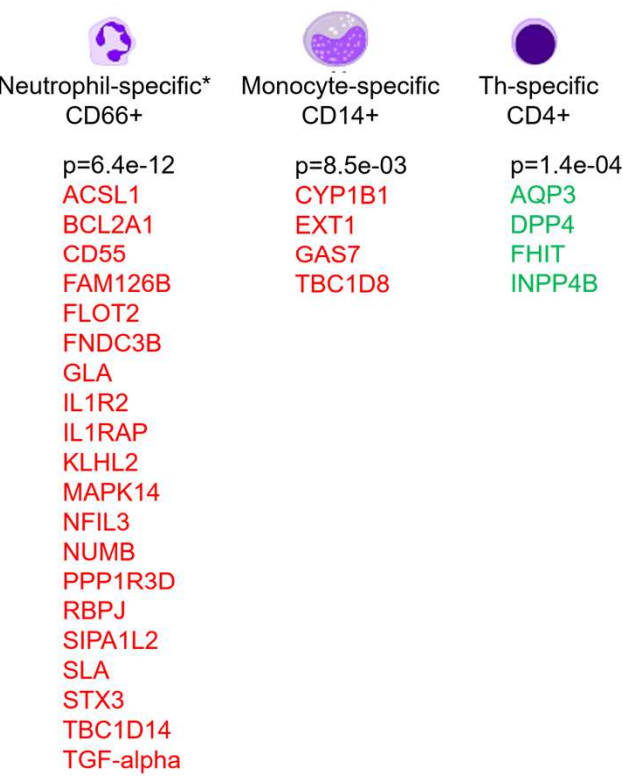 Neutrophil-specific* Monocyte-specific Th-specific
CD66+ CD14+ CD4+
p=6.4e-12 p=8.5e-03 p=1.4e-04
ACSL1 CYP1B1 AQP3
BCL2A1 EXT1 DPP4
CD55 GAS7 FHIT
FAM126B TBC1D8 INPP4B
FLOT2
FNDC3B
GLA
IL1R2
IL1RAP
KLHL2
MAPK14
NFIL3
NUMB
PPP1R3D
RBPJ
SIPA1L2
SLA
STX3
TBC1D14
TGF-alpha